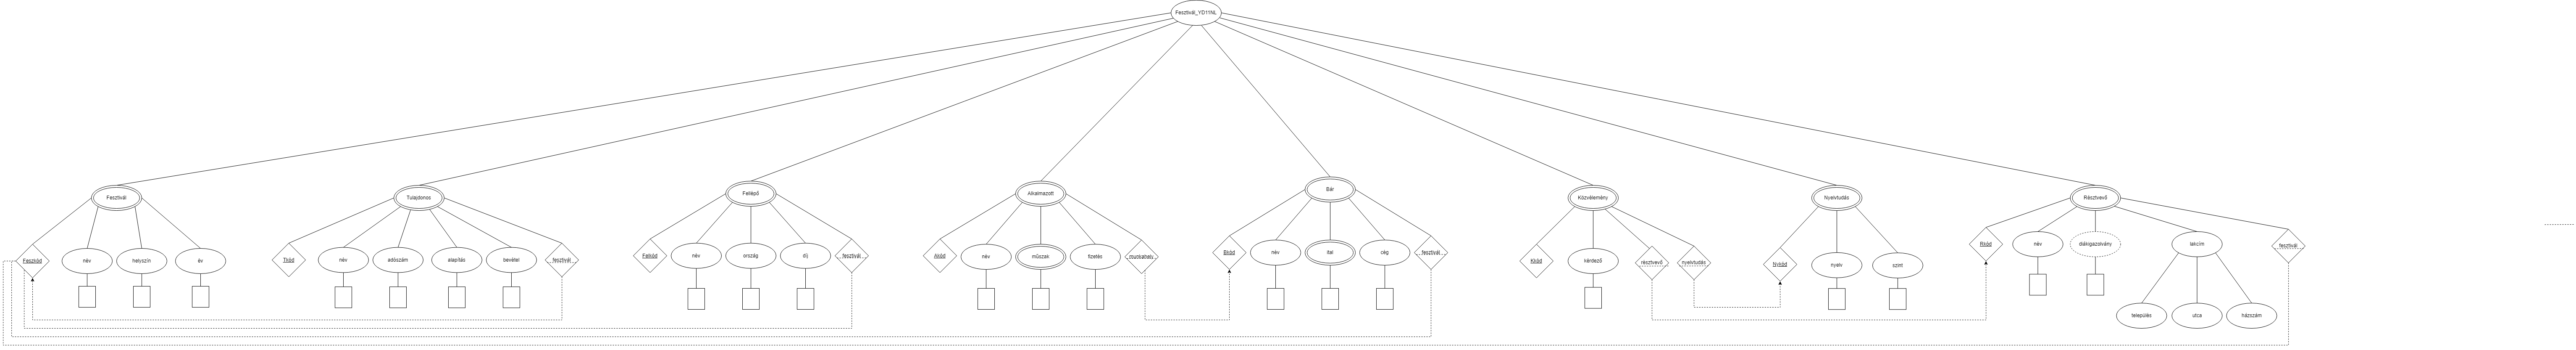 Fesztivál_YD11NL
Fesztivál
Tulajdonos
Fellépő
Alkalmazott
Bár
Közvélemény
Nyelvtudás
Résztvevő
Feszkód
név
helyszín
év
Tkód
név
adószám
alapítás
bevétel
fesztivál
Felkód
név
ország
díj
fesztivál
Akód
név
műszak
fizetés
munkahely
Bkód
név
ital
cég
fesztivál
Kkód
kérdező
résztvevő
nyelvtudás
Nykód
nyelv
szint
Rkód
név
diákigazolvány
lakcím
fesztivál
település
utca
házszám